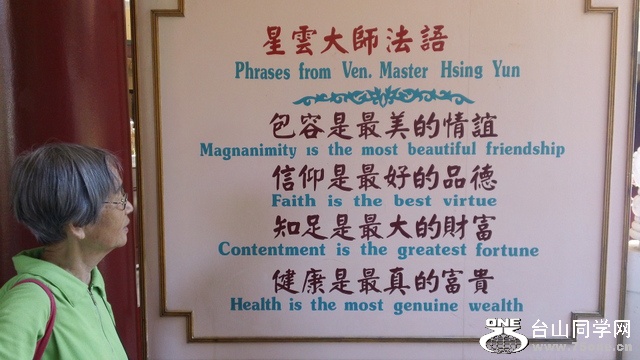 星雲大師法語
Phrases from Ven. Master Hsing Yun
包容是最美的情誼
Magnanimity is the most beautiful friendship
信仰是最好的品德
Faith is the best virtue
知足是最大的財富
Contentment is the greatest fortune
健康是最真的富貴
Health is the most genuine wealth
ONE
台山同学网